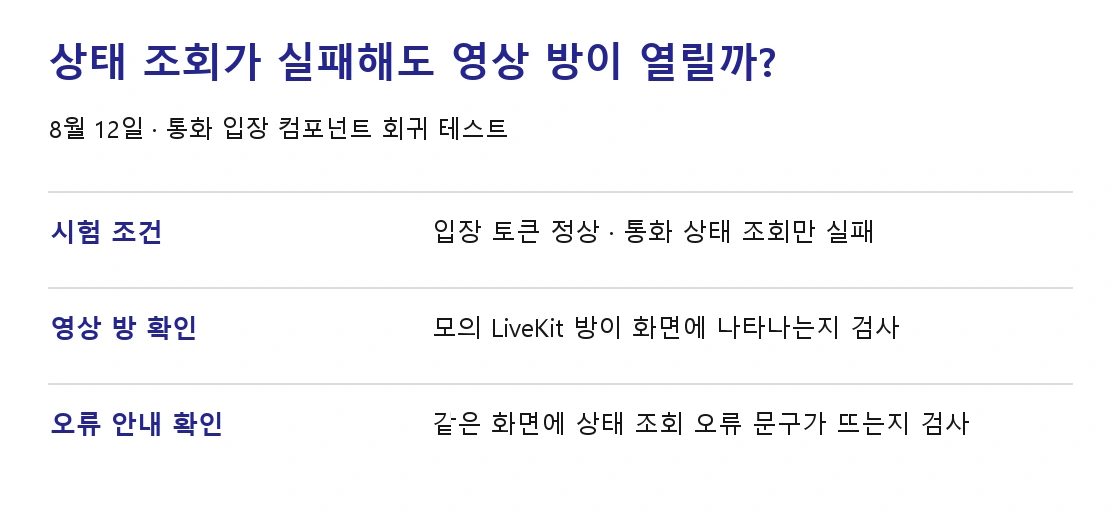 상태 조회가 실패해도 영상 방이 열릴까?
8월 12일 · 통화 입장 컴포넌트 회귀 테스트
시험 조건 입장 토큰 정상 · 통화 상태 조회만 실패
영상 방 확인 모의 LiveKit 방이 화면에 나타나는지 검사
오류 안내 확인 같은 화면에 상태 조회 오류 문구가 뜨는지 검사